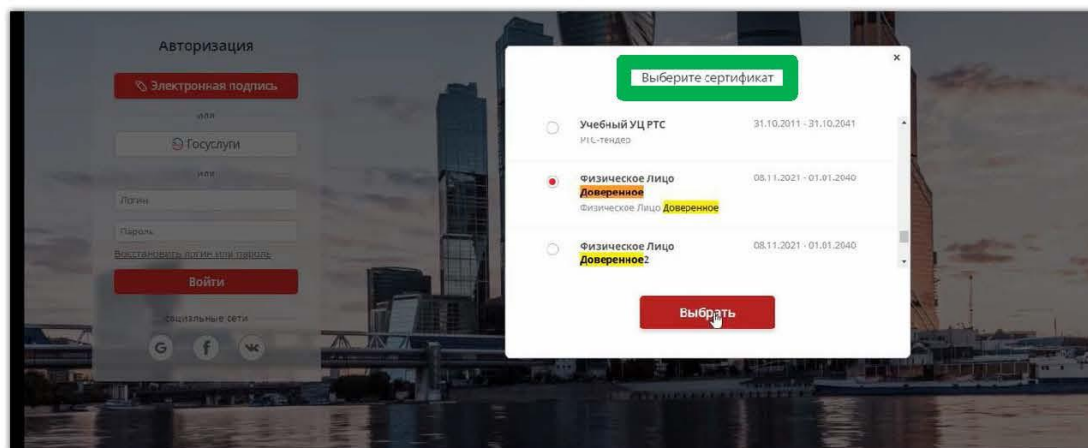 Авторизация
Электронная подпись
или
Госуслуги
или
Логин
Пароль
Восстановить логин или пароль
Войти
социальные сети
G f
Выберите сертификат
×
Учебный УЦ РТС 31.10.2011 - 31.10.2041
РТС-тендер
Физическое Лицо 08.11.2021 - 01.01.2040
Доверенное
Физическое Лицо Доверенное
Физическое Лицо 08.11.2021 - 01.01.2040
Доверенное2
Выбрать